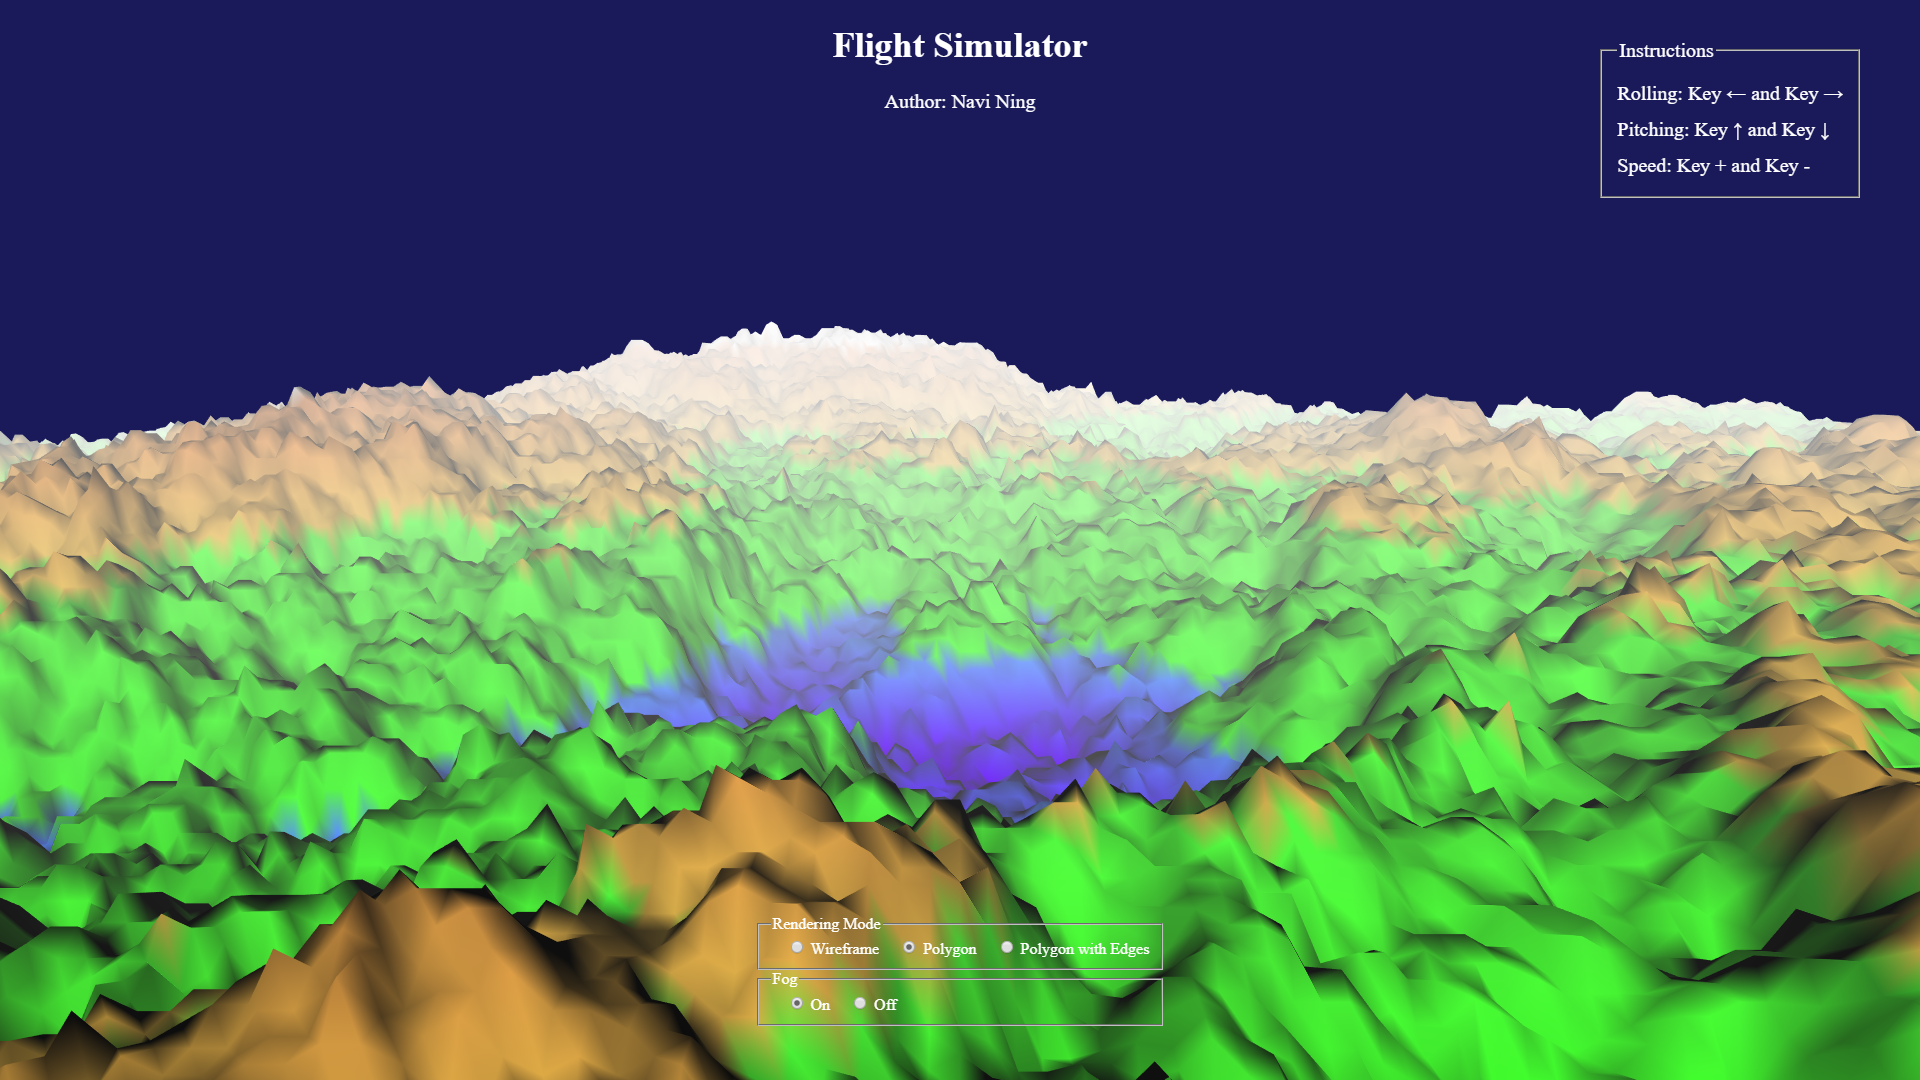 Flight Simulator
Author: Navi Ning
Instructions
Rolling: Key ← and Key →
Pitching: Key ↑ and Key ↓
Speed: Key + and Key -
Rendering Mode
Wireframe Polygon Polygon with Edges
Fog
On Off